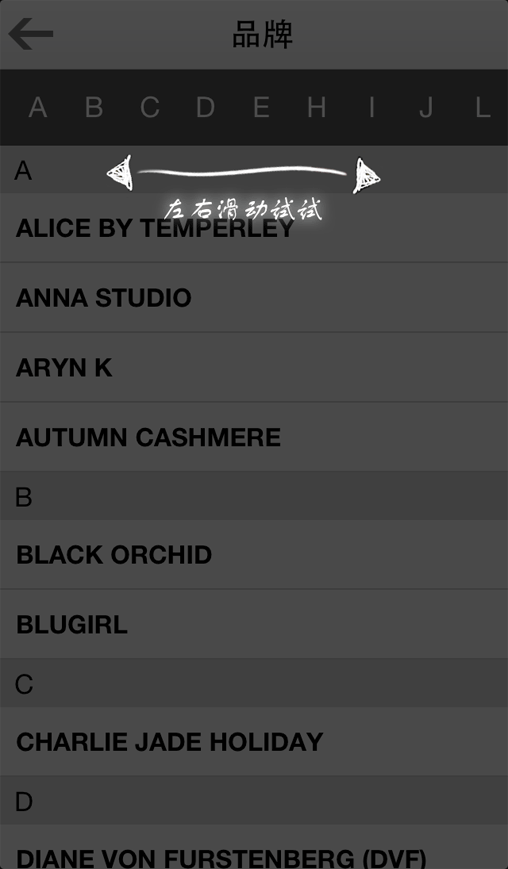 品牌
A B C D E H I J L
A
左右滑动试试
ALICE BY TEMPERLEY
ANNA STUDIO
ARYN K
AUTUMN CASHMERE
B
BLACK ORCHID
BLUGIRL
C
CHARLIE JADE HOLIDAY
D
DIANE VON FURSTENBERG (DVF)